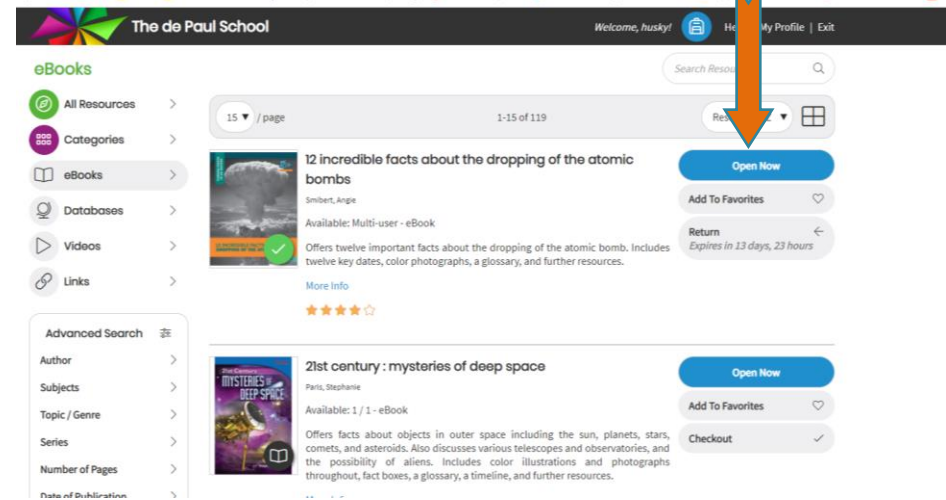 The de Paul School
Welcome, husky!
My Profile | Exit
eBooks
Search
All Resources
15 ▼ / page
1-15 of 119
Categories
eBooks
Databases
Videos
Links
Advanced Search
Author
Subjects
Topic / Genre
Series
Number of Pages
Date of Publication
12 incredible facts about the dropping of the atomic
bombs
Smibert, Angie
Available: Multi-user - eBook
Offers twelve important facts about the dropping of the atomic bomb. Includes
twelve key dates, color photographs, a glossary, and further resources.
More Info
Open Now
Add To Favorites
Return
Expires in 13 days, 23 hours
21st Century
MYSTERIES OF
DEEP SPACE
21st century : mysteries of deep space
Paris, Stephanie
Available: 1 / 1 - eBook
Offers facts about objects in outer space including the sun, planets, stars,
comets, and asteroids. Also discusses various telescopes and observatories, and
the possibility of aliens. Includes color illustrations and photographs
throughout, fact boxes, a glossary, a timeline, and further resources.
Open Now
Add To Favorites
Checkout